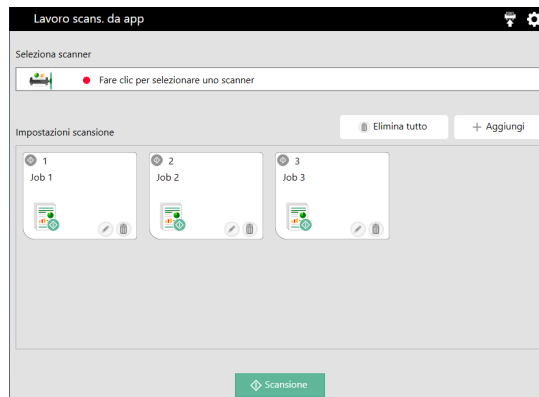 Lavoro scans. da app
Seleziona scanner
Fare clic per selezionare uno scanner
Impostazioni scansione
Elimina tutto
Aggiungi
1
Job 1
2
Job 2
3
Job 3
Scansione